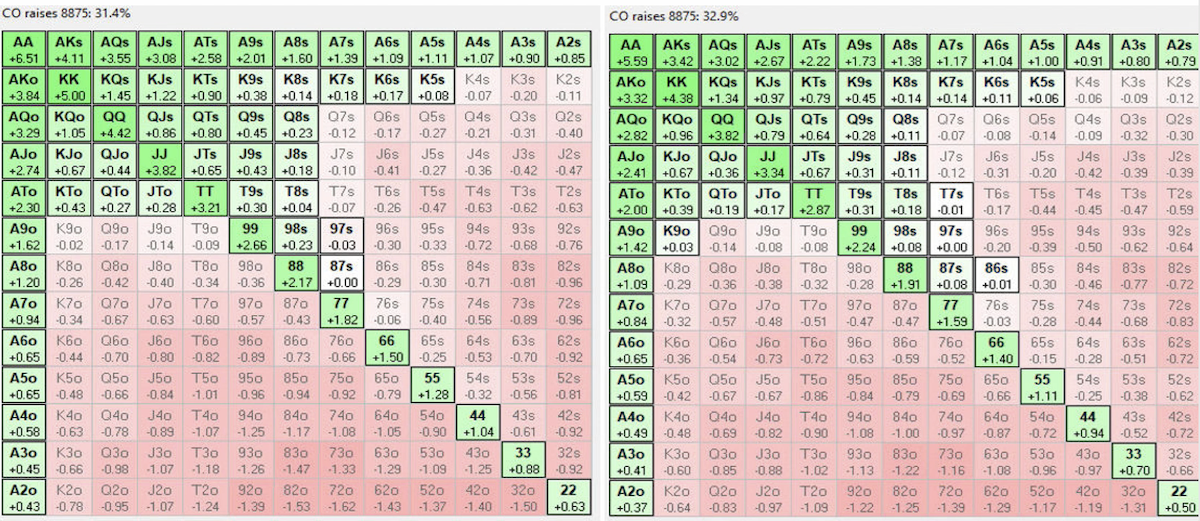 CO raises 8875: 31.4%
AA AKs AQs AJs ATs A9s A8s A7s A6s A5s A4s A3s A2s
+6.51 +4.11 +3.55 +3.08 +2.58 +2.01 +1.60 +1.39 +1.09 +1.11 +1.07 +0.90 +0.85
AKo KK KQs KJs KTs K9s K8s K7s K6s K5s K4s K3s K2s
+3.84 +5.00 +1.45 +1.22 +0.90 +0.38 +0.14 +0.18 +0.17 +0.08 -0.07 -0.20 -0.11
AQo KQo QQ QJs QTs Q9s Q8s Q7s Q6s Q5s Q4s Q3s Q2s
+3.29 +1.05 +4.42 +0.86 +0.80 +0.45 +0.23 -0.12 -0.17 -0.27 -0.21 -0.31 -0.40
AJo KJo QJo JJ JTs J9s J8s J7s J6s J5s J4s J3s J2s
+2.74 +0.67 +0.44 +3.82 +0.65 +0.43 +0.18 -0.10 -0.41 -0.27 -0.36 -0.42 -0.47
ATo KTo QTo JTo TT T9s T8s T7s T6s T5s T4s T3s T2s
+2.30 +0.43 +0.27 +0.28 +3.21 +0.30 +0.04 -0.07 -0.26 -0.47 -0.63 -0.62 -0.63
A9o K9o Q9o J9o T9o 99 98s 97s 96s 95s 94s 93s 92s
+1.62 -0.02 -0.17 -0.14 -0.09 +2.66 +0.23 -0.03 -0.30 -0.33 -0.72 -0.68 -0.76
A8o K8o Q8o J8o T8o 98o 88 87s 86s 85s 84s 83s 82s
+1.20 -0.26 -0.42 -0.40 -0.34 -0.36 +2.17 +0.00 -0.29 -0.30 -0.71 -0.81 -0.96
A7o K7o Q7o J7o T7o 97o 87o 77 76s 75s 74s 73s 72s
+0.94 -0.34 -0.67 -0.63 -0.60 -0.57 -0.43 +1.82 -0.06 -0.40 -0.56 -0.89 -0.96
A6o K6o Q6o J6o T6o 96o 86o 76o 66 65s 64s 63s 62s
+0.65 -0.44 -0.70 -0.80 -0.82 -0.89 -0.73 -0.66 +1.50 -0.25 -0.53 -0.70 -0.92
A5o K5o Q5o J5o T5o 95o 85o 75o 65o 55 54s 53s 52s
+0.65 -0.48 -0.66 -0.84 -1.01 -0.96 -0.94 -0.92 -0.79 +1.28 -0.32 -0.56 -0.81
A4o K4o Q4o J4o T4o 94o 84o 74o 64o 54o 44 43s 42s
+0.58 -0.63 -0.78 -0.89 -1.07 -1.25 -1.17 -1.08 -1.05 -0.90 +1.04 -0.61 -0.92
A3o K3o Q3o J3o T3o 93o 83o 73o 63o 53o 43o 33 32s
+0.45 -0.66 -0.98 -1.07 -1.18 -1.26 -1.47 -1.33 -1.29 -1.09 -1.25 +0.88 -0.92
A2o K2o Q2o J2o T2o 92o 82o 72o 62o 52o 42o 32o 22
+0.43 -0.78 -0.95 -1.07 -1.24 -1.39 -1.53 -1.62 -1.43 -1.37 -1.40 -1.50 +0.63
CO raises 8875: 32.9%
AA AKs AQs AJs ATs A9s A8s A7s A6s A5s A4s A3s A2s
+5.59 +3.42 +3.02 +2.67 +2.22 +1.73 +1.38 +1.17 +1.04 +1.00 +0.91 +0.80 +0.79
AKo KK KQs KJs KTs K9s K8s K7s K6s K5s K4s K3s K2s
+3.32 +4.38 +1.34 +0.97 +0.79 +0.45 +0.14 +0.14 +0.11 +0.06 -0.06 -0.09 -0.12
AQo KQo QQ QJs QTs Q9s Q8s Q7s Q6s Q5s Q4s Q3s Q2s
+2.82 +0.96 +3.82 +0.79 +0.64 +0.28 +0.11 -0.07 -0.08 -0.14 -0.09 -0.32 -0.30
AJo KJo QJo JJ JTs J9s J8s J7s J6s J5s J4s J3s J2s
+2.41 +0.67 +0.36 +3.34 +0.67 +0.31 +0.11 -0.12 -0.31 -0.20 -0.42 -0.39 -0.39
ATo KTo QTo JTo TT T9s T8s T7s T6s T5s T4s T3s T2s
+2.00 +0.39 +0.19 +0.17 +2.87 +0.31 +0.18 -0.01 -0.17 -0.44 -0.45 -0.47 -0.59
A9o K9o Q9o J9o T9o 99 98s 97s 96s 95s 94s 93s 92s
+1.42 +0.03 -0.14 -0.08 -0.08 +2.24 +0.08 +0.00 -0.20 -0.39 -0.50 -0.62 -0.64
A8o K8o Q8o J8o T8o 98o 88 87s 86s 85s 84s 83s 82s
+1.09 -0.29 -0.36 -0.38 -0.32 -0.28 +1.91 +0.08 +0.01 -0.30 -0.46 -0.77 -0.72
A7o K7o Q7o J7o T7o 97o 87o 77 76s 75s 74s 73s 72s
+0.84 -0.32 -0.57 -0.48 -0.51 -0.47 -0.47 +1.59 -0.03 -0.28 -0.44 -0.68 -0.83
A6o K6o Q6o J6o T6o 96o 86o 76o 66 65s 64s 63s 62s
+0.65 -0.36 -0.54 -0.73 -0.72 -0.63 -0.59 -0.52 +1.40 -0.15 -0.28 -0.51 -0.72
A5o K5o Q5o J5o T5o 95o 85o 75o 65o 55 54s 53s 52s
+0.59 -0.42 -0.67 -0.67 -0.86 -0.84 -0.79 -0.69 -0.66 +1.11 -0.25 -0.38 -0.62
A4o K4o Q4o J4o T4o 94o 84o 74o 64o 54o 44 43s 42s
+0.49 -0.48 -0.69 -0.82 -0.90 -1.08 -1.00 -0.97 -0.87 -0.72 +0.94 -0.52 -0.72
A3o K3o Q3o J3o T3o 93o 83o 73o 63o 53o 43o 33 32s
+0.41 -0.60 -0.85 -0.88 -1.02 -1.13 -1.22 -1.16 -1.08 -0.96 -0.97 +0.70 -0.66
A2o K2o Q2o J2o T2o 92o 82o 72o 62o 52o 42o 32o 22
+0.37 -0.64 -0.83 -0.97 -1.09 -1.22 -1.25 -1.39 -1.29 -1.17 -1.19 -1.31 +0.50